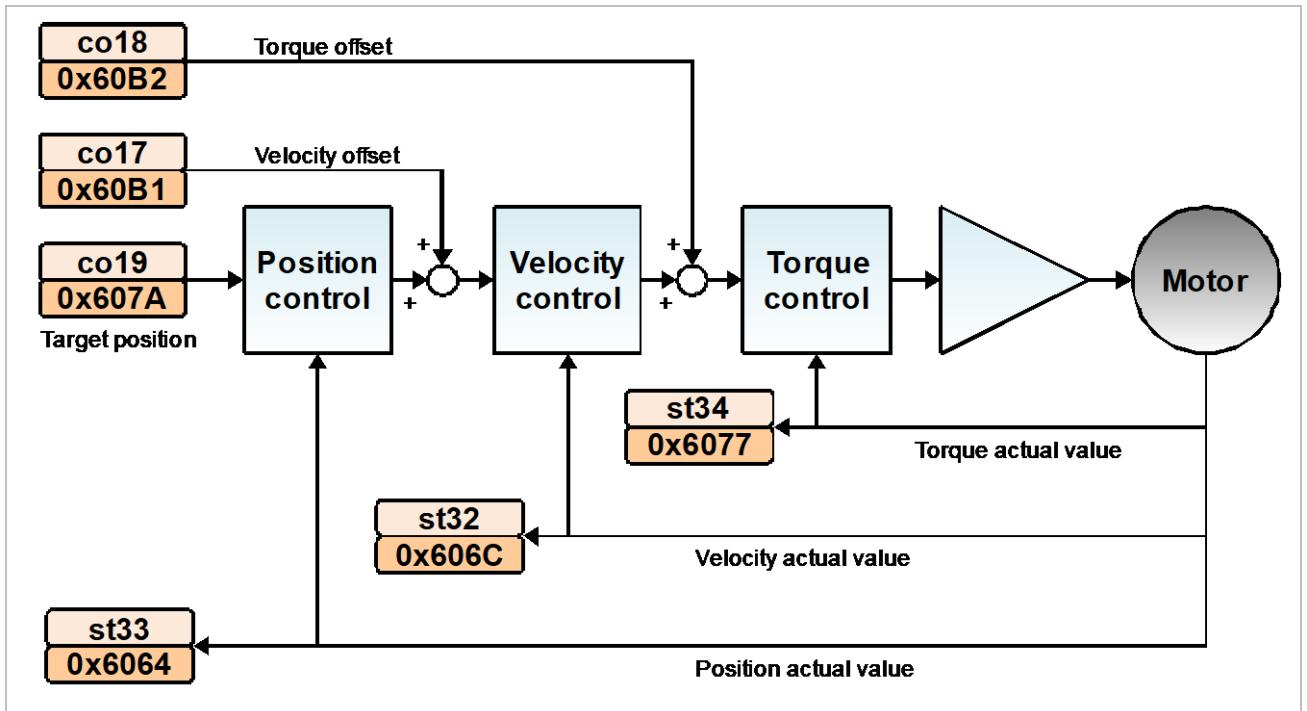 co18
0x60B2
Torque offset
co17
0x60B1
Velocity offset
co19
0x607A
Target position
Position
control
+
+
Velocity
control
+
+
Torque
control
Motor
st34
0x6077
Torque actual value
st32
0x606C
Velocity actual value
st33
0x6064
Position actual value